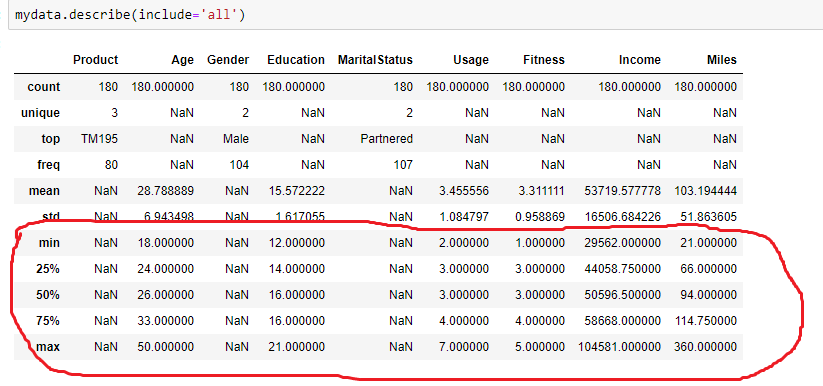 mydata.describe(include='all')
Product Age Gender Education MaritalStatus Usage Fitness Income Miles
count 180 180.000000 180 180.000000 180 180.000000 180.000000 180.000000 180.000000
unique 3 NaN 2 NaN 2 NaN NaN NaN NaN
top TM195 NaN Male NaN Partnered NaN NaN NaN NaN
freq 80 NaN 104 NaN 107 NaN NaN NaN NaN
mean NaN 28.788889 NaN 15.572222 NaN 3.455556 3.311111 53719.577778 103.194444
std NaN 6.943498 NaN 1.617055 NaN 1.084797 0.958869 16506.684226 51.863605
min NaN 18.000000 NaN 12.000000 NaN 2.000000 1.000000 29562.000000 21.000000
25% NaN 24.000000 NaN 14.000000 NaN 3.000000 3.000000 44058.750000 66.000000
50% NaN 26.000000 NaN 16.000000 NaN 3.000000 3.000000 50596.500000 94.000000
75% NaN 33.000000 NaN 16.000000 NaN 4.000000 4.000000 58668.000000 114.750000
max NaN 50.000000 NaN 21.000000 NaN 7.000000 5.000000 104581.000000 360.000000